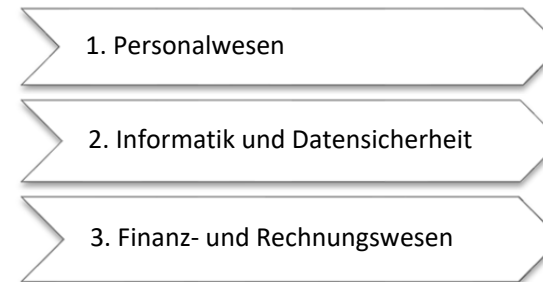 1. Personalwesen
2. Informatik und Datensicherheit
3. Finanz- und Rechnungswesen